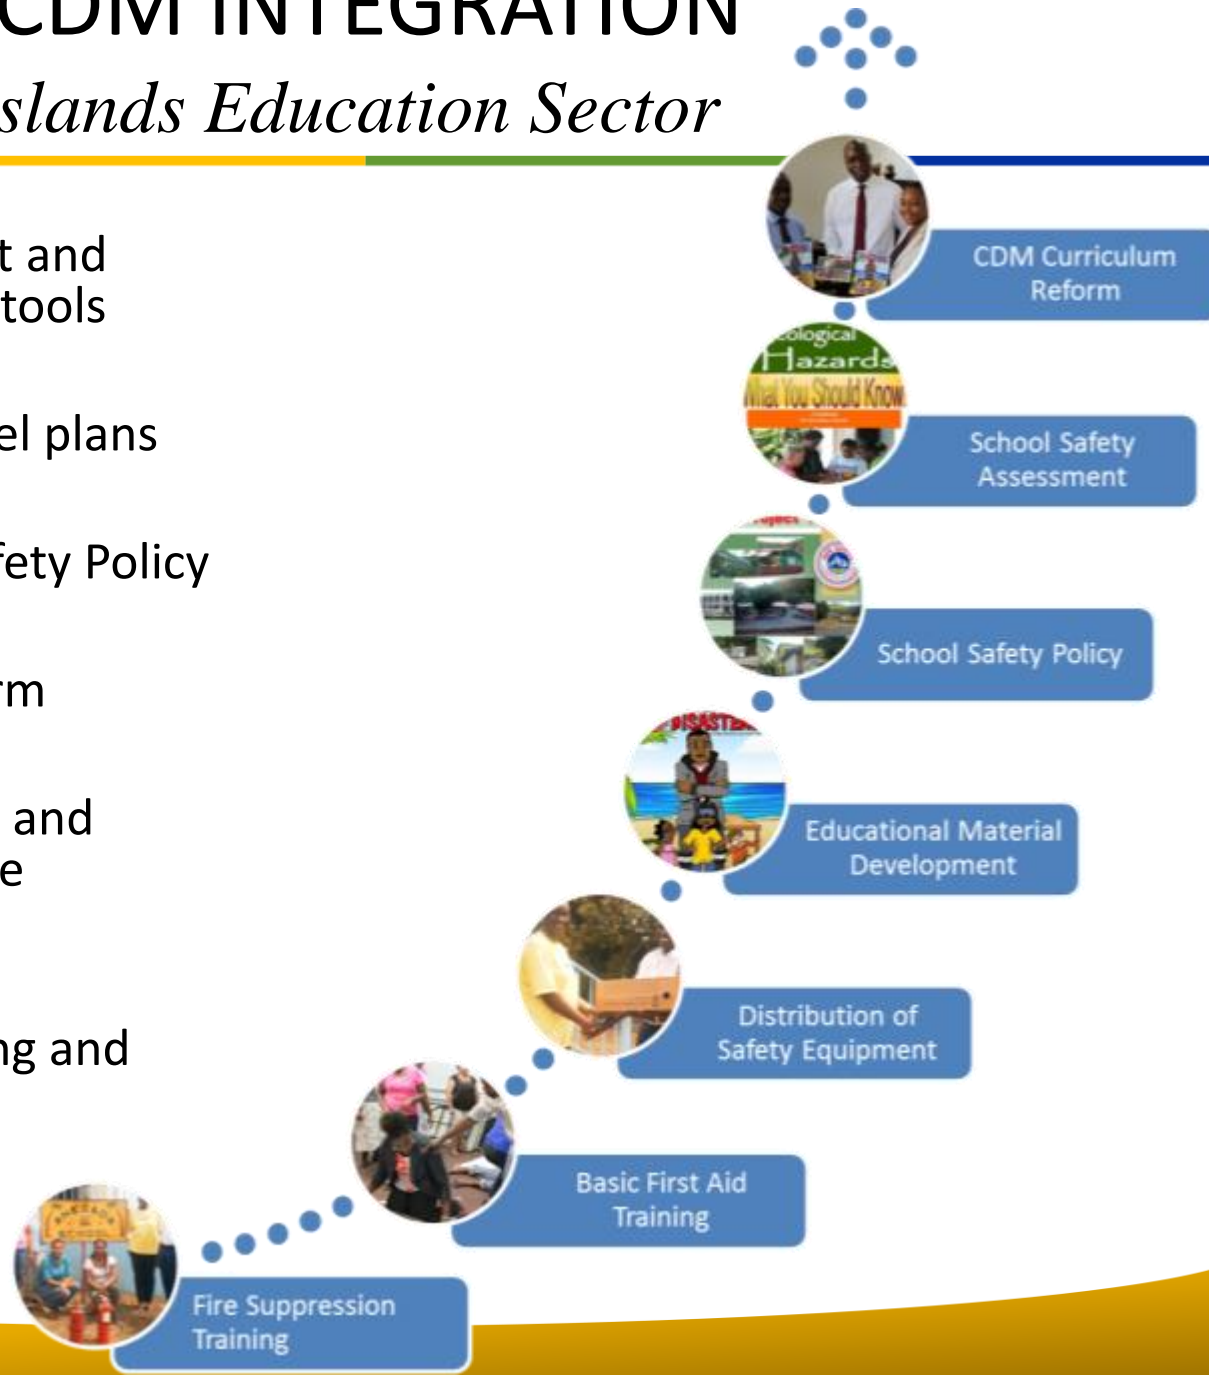 CDM INTEGRATION
slands Education Sector
t and
tools
el plans
fety Policy
rm
and
e
ng and
CDM Curriculum
Reform
ological
Hazards
What You Should Know
School Safety
Assessment
School Safety Policy
DISASTE
Educational Material
Development
Distribution of
Safety Equipment
Basic First Aid
Training
Fire Suppression
Training